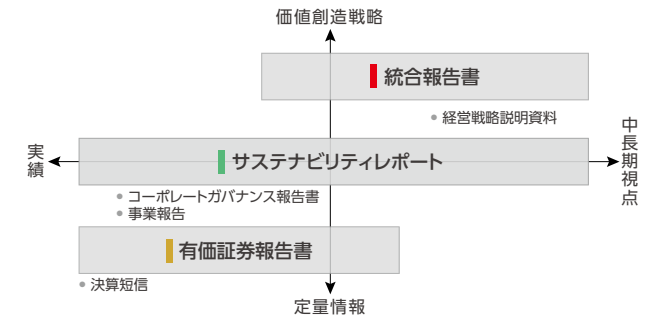 価値創造戦略
統合報告書
● 経営戦略説明資料
実績
サステナビリティレポート
中長期視点
● コーポレートガバナンス報告書
● 事業報告
有価証券報告書
● 決算短信
定量情報